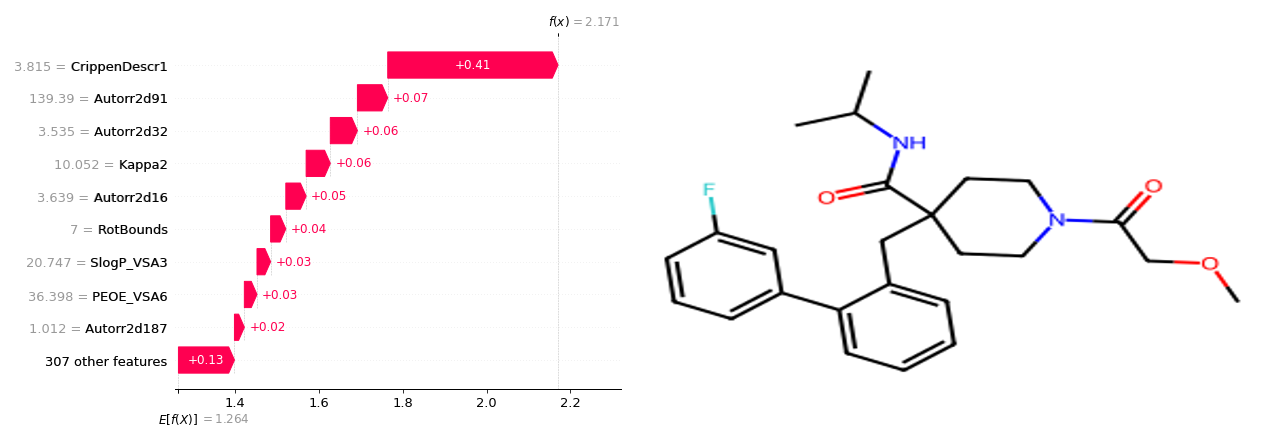 f(x) = 2.171
3.815 = CrippenDescr1 +0.41
139.39 = Autorr2d91 +0.07
3.535 = Autorr2d32 +0.06
10.052 = Kappa2 +0.06
3.639 = Autorr2d16 +0.05
7 = RotBounds +0.04
20.747 = SlogP_VSA3 +0.03
36.398 = PEOE_VSA6 +0.03
1.012 = Autorr2d187 +0.02
307 other features +0.13
1.4 1.6 1.8 2.0 2.2
E[f(X)] = 1.264
NH
O
F
O
N
O